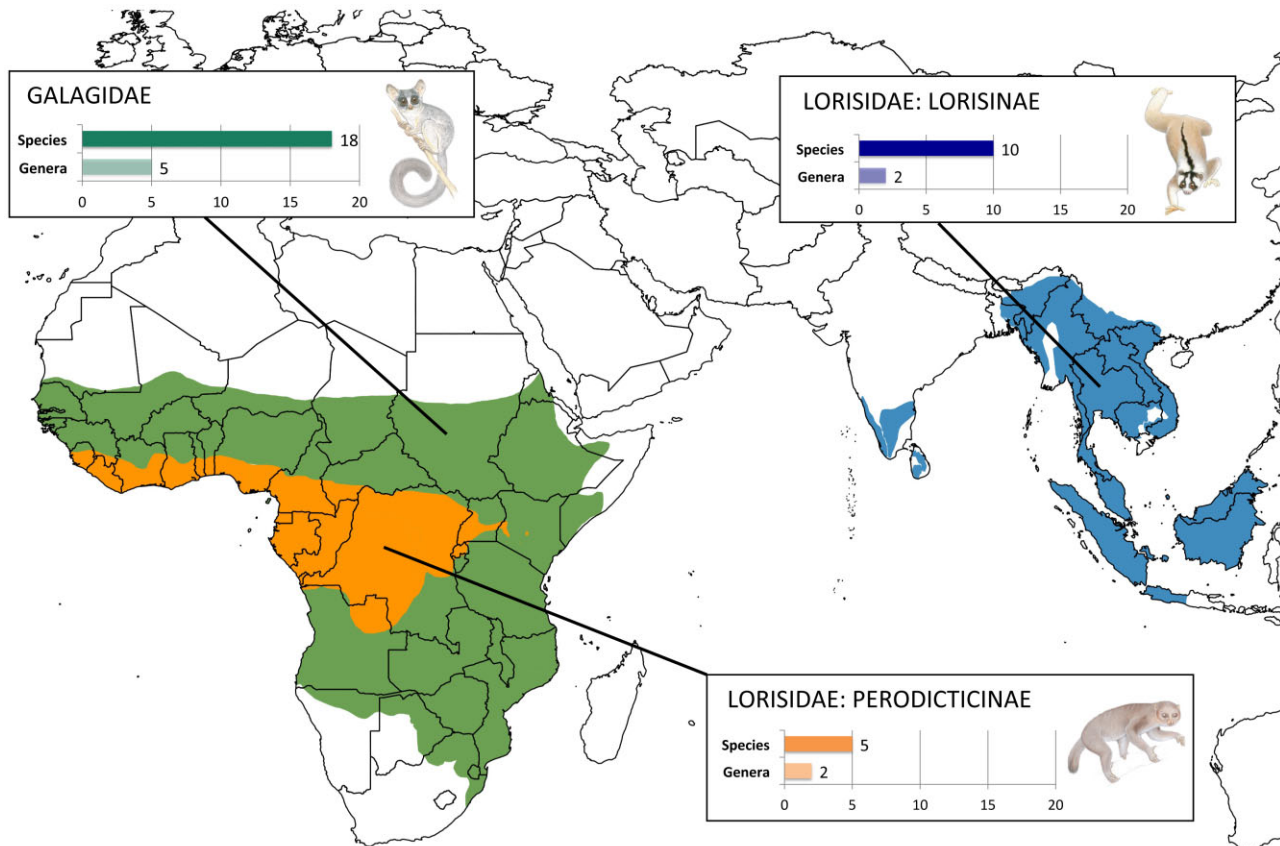 GALAGIDAE
Species 18
Genera 5
0 5 10 15 20
LORISIDAE: LORISINAE
Species 10
Genera 2
0 5 10 15 20
LORISIDAE: PERODICTICINAE
Species 5
Genera 2
0 5 10 15 20